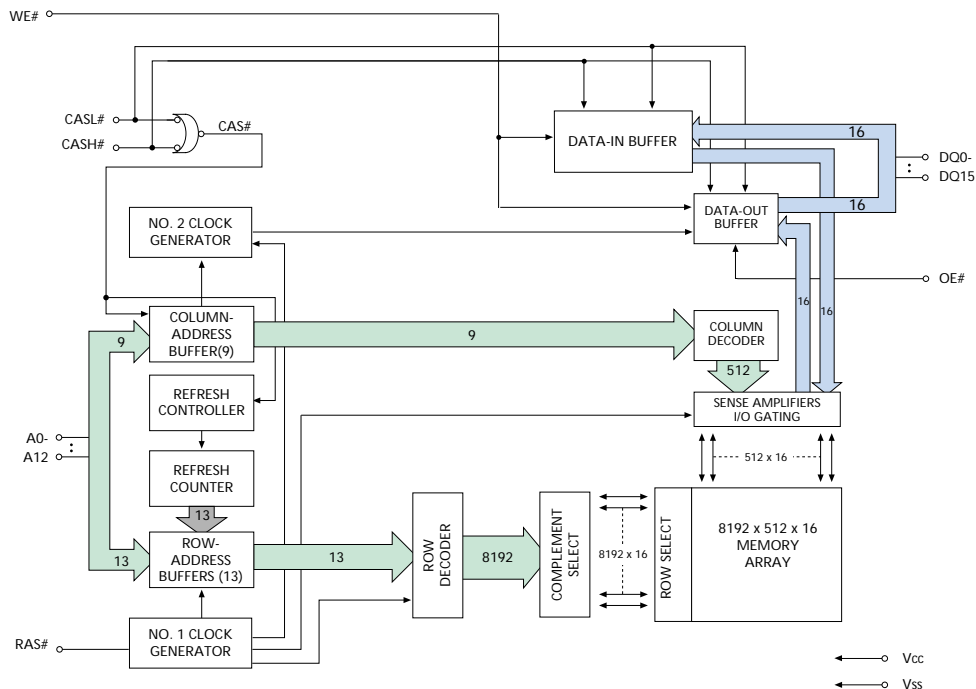 WE#
CASL#
CASH#
CAS#
DATA-IN BUFFER
16
DQ0-
DQ15
16
DATA-OUT
BUFFER
NO. 2 CLOCK
GENERATOR
OE#
16
16
COLUMN-
ADDRESS
BUFFER(9)
9
9
COLUMN
DECODER
512
REFRESH
CONTROLLER
SENSE AMPLIFIERS
I/O GATING
A0-
A12
512 x 16
REFRESH
COUNTER
13
ROW-
ADDRESS
BUFFERS (13)
13
13
ROW
DECODER
8192
COMPLEMENT
SELECT
8192 x 16
ROW SELECT
8192 x 512 x 16
MEMORY
ARRAY
RAS#
NO. 1 CLOCK
GENERATOR
Vcc
Vss